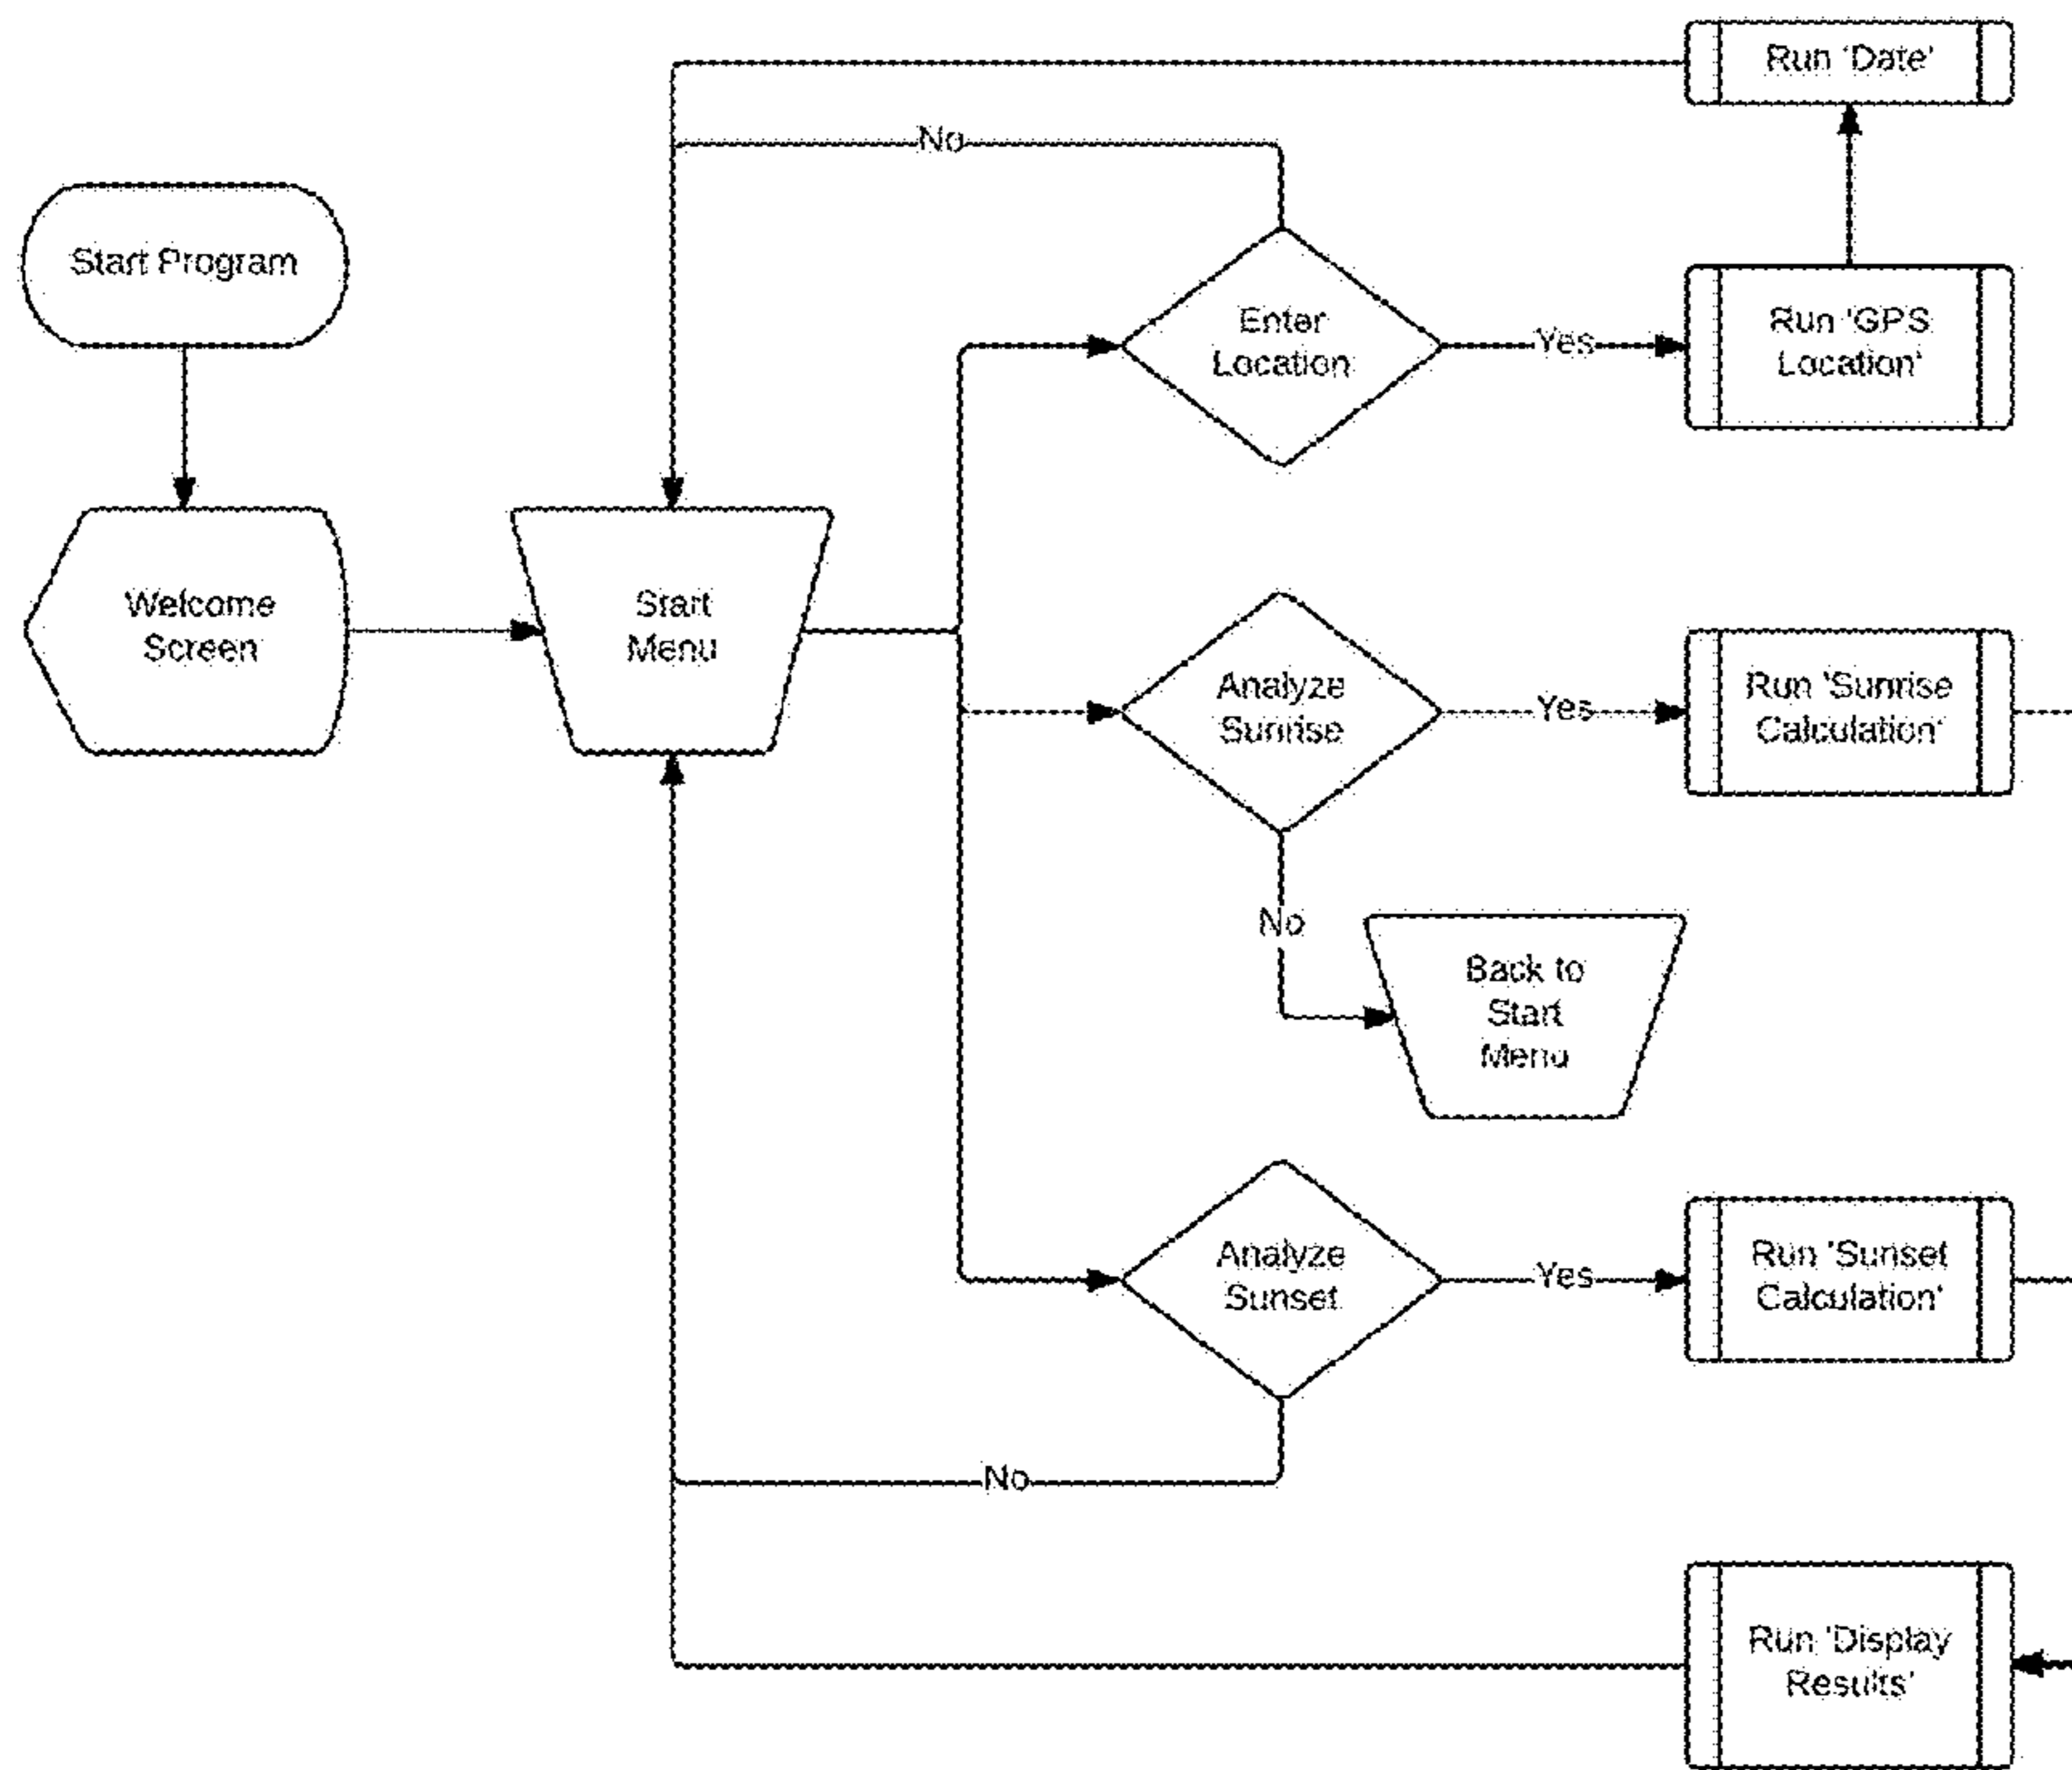 Run 'Date'
No
Start Program
Enter
Location
Yes
Run 'GPS
Location'
Welcome
Screen
Start
Menu
Analyze
Sunrise
Yes
Run 'Sunrise
Calculation'
No
Back to
Start
Menu
Analyze
Sunset
Yes
Run 'Sunset
Calculation'
No
Run 'Display
Results'